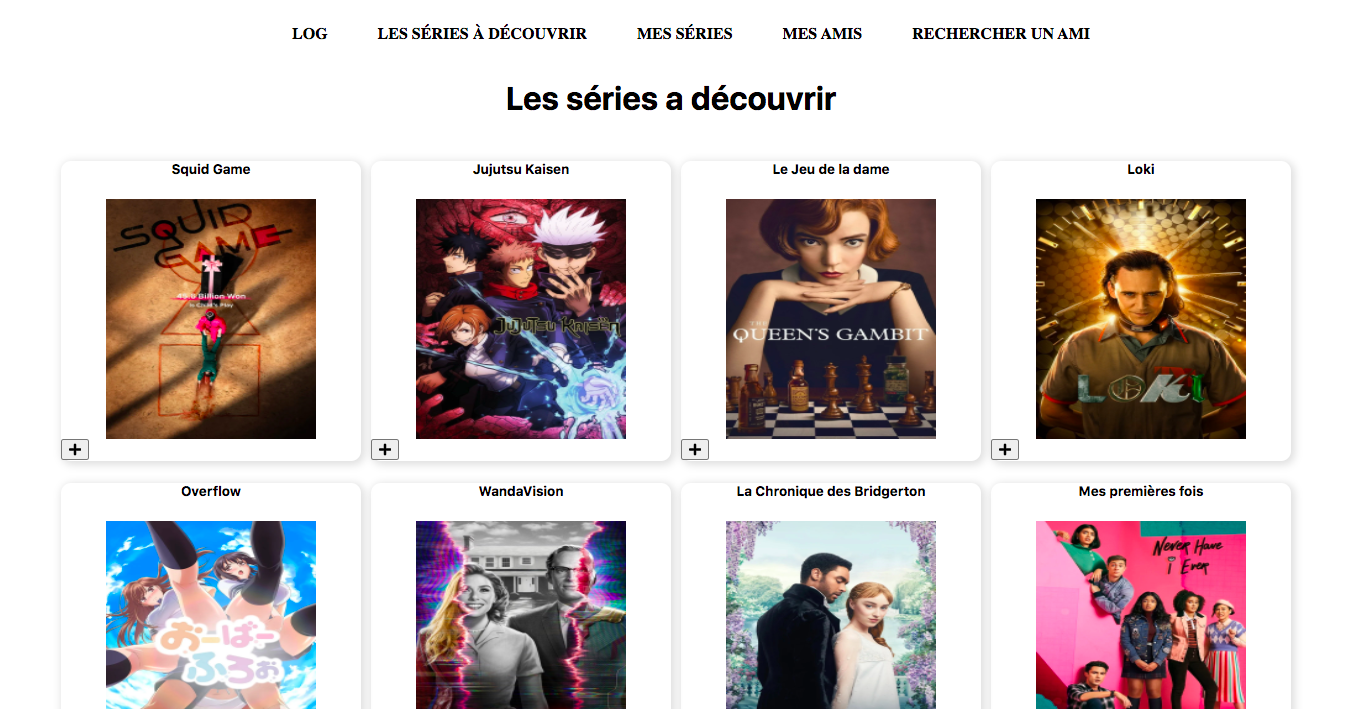 LOG LES SÉRIES À DÉCOUVRIR MES SÉRIES MES AMIS RECHERCHER UN AMI
Les séries a découvrir
Squid Game Jujutsu Kaisen Le Jeu de la dame Loki
SQUID
GAME
45.6 Billion Won
is Child's Play
JUJUTSU KAISEN
THE
QUEEN'S GAMBIT
LOKI
+ + + +
Overflow WandaVision La Chronique des Bridgerton Mes premières fois
おーばー
ふろぉ
Never Have
i Ever